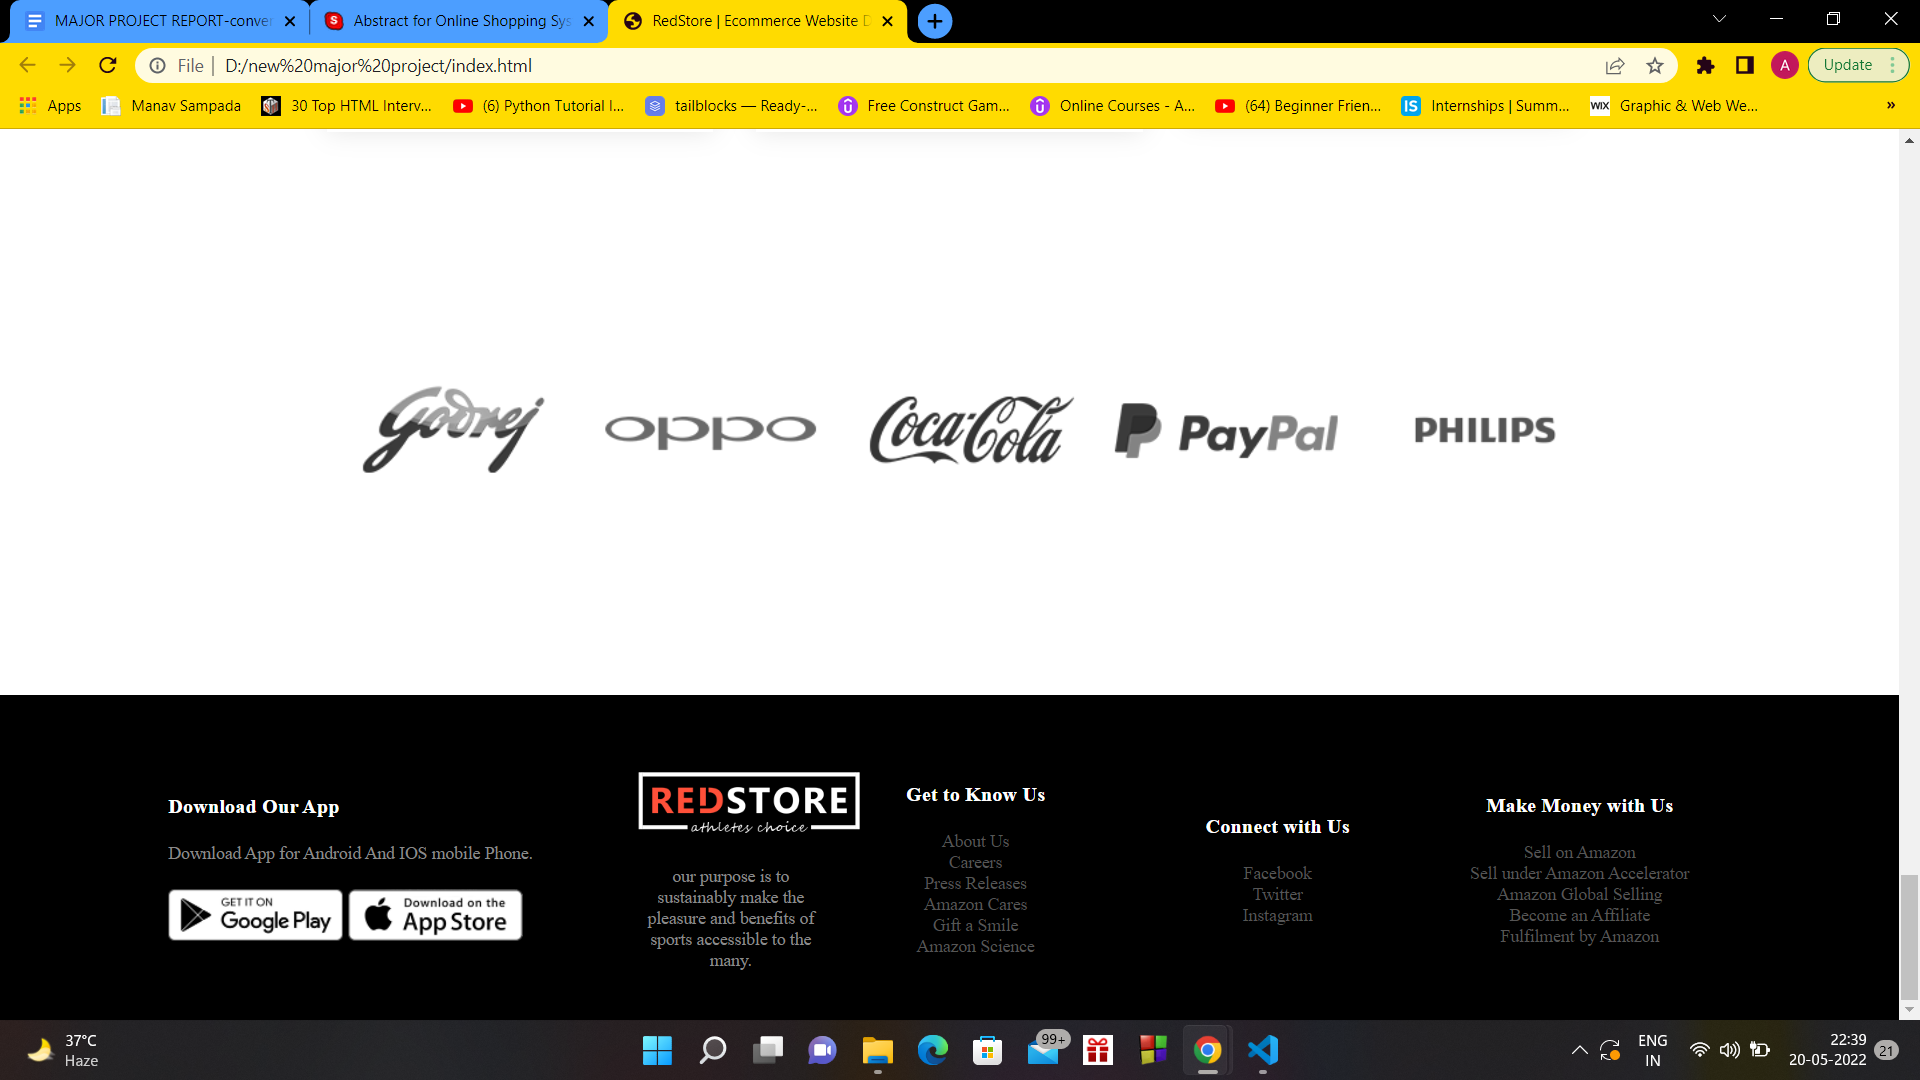 MAJOR PROJECT REPORT-conver
Abstract for Online Shopping Sys
RedStore | Ecommerce Website D
File | D:/new%20major%20project/index.html
A
Update
Apps
Manav Sampada
30 Top HTML Interv...
(6) Python Tutorial I...
tailblocks — Ready-...
Free Construct Gam...
Online Courses - A...
(64) Beginner Frien...
IS
Internships | Summ...
WIX
Graphic & Web We...
»
Godrej
oppo
Coca-Cola
PayPal
PHILIPS
Download Our App
Download App for Android And IOS mobile Phone.
GET IT ON
Google Play
Download on the
App Store
REDSTORE
athletes choice
our purpose is to
sustainably make the
pleasure and benefits of
sports accessible to the
many.
Get to Know Us
About Us
Careers
Press Releases
Amazon Cares
Gift a Smile
Amazon Science
Connect with Us
Facebook
Twitter
Instagram
Make Money with Us
Sell on Amazon
Sell under Amazon Accelerator
Amazon Global Selling
Become an Affiliate
Fulfilment by Amazon
37°C
Haze
99+
ENG
IN
22:39
20-05-2022
21